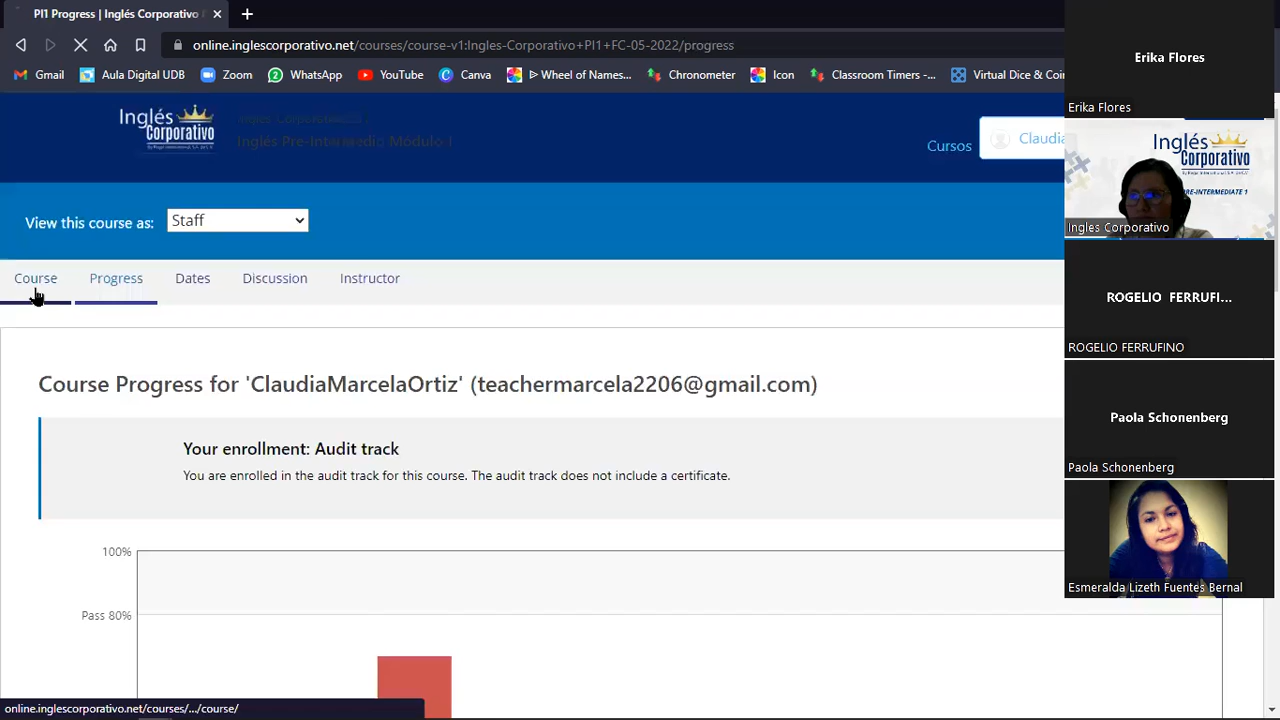 PI1 Progress | Inglés Corporativo
online.inglescorporativo.net/courses/course-v1:Ingles-Corporativo+PI1+FC-05-2022/progress
Gmail
Aula Digital UDB
Zoom
WhatsApp
YouTube
Canva
Wheel of Names...
Chronometer
Icon
Classroom Timers -...
Virtual Dice & Coi
Inglés
Corporativo
Inglés Pre-Intermedio Módulo I
Cursos
Claudia
View this course as:
Staff
Course
Progress
Dates
Discussion
Instructor
Course Progress for 'ClaudiaMarcelaOrtiz' (teachermarcela2206@gmail.com)
Your enrollment: Audit track
You are enrolled in the audit track for this course. The audit track does not include a certificate.
100%
Pass 80%
online.inglescorporativo.net/courses/.../course/
Erika Flores
Erika Flores
Inglés
Corporativo
PRE-INTERMEDIATE 1
Ingles Corporativo
ROGELIO FERRUFI...
ROGELIO FERRUFINO
Paola Schonenberg
Paola Schonenberg
Esmeralda Lizeth Fuentes Bernal